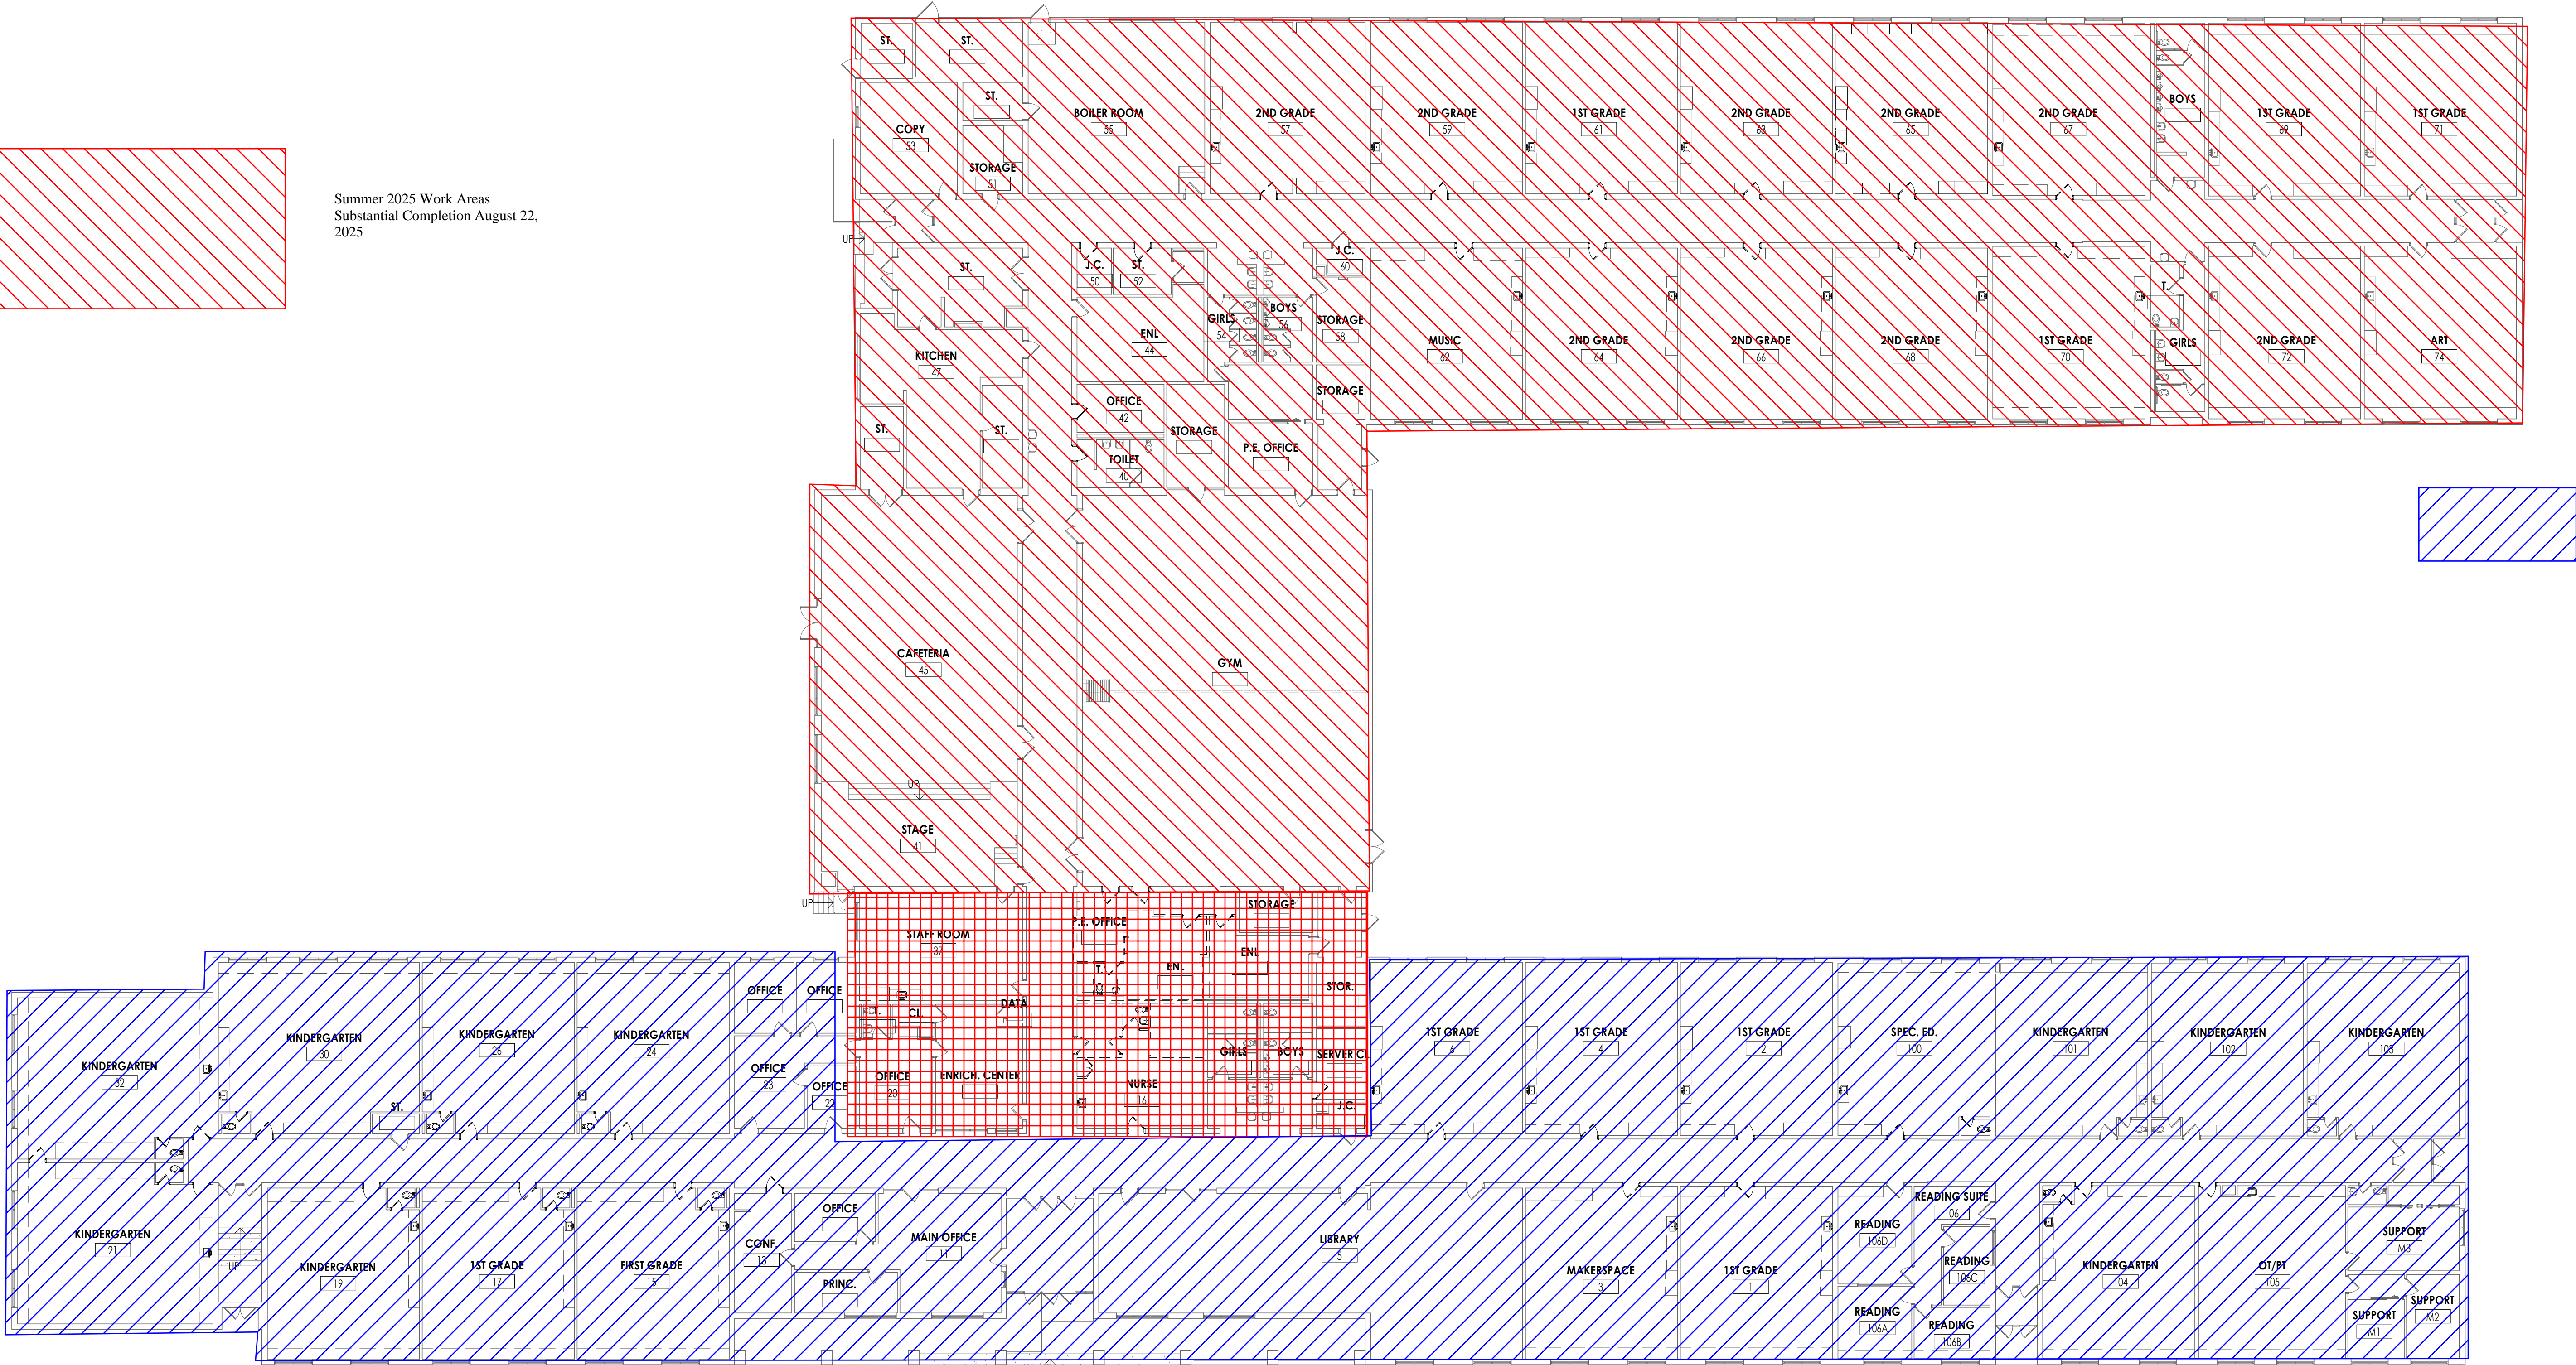 ST.
ST.
ST.
COPY
53
STORAGE
51
BOILER ROOM
55
2ND GRADE
57
2ND GRADE
59
1ST GRADE
61
2ND GRADE
63
2ND GRADE
65
2ND GRADE
67
BOYS
1ST GRADE
69
1ST GRADE
71
Summer 2025 Work Areas
Substantial Completion August 22,
2025
UP
ST.
J.C.
50
ST.
52
J.C.
60
GIRLS
54
BOYS
56
STORAGE
58
ENL
44
KITCHEN
47
MUSIC
62
2ND GRADE
64
2ND GRADE
66
2ND GRADE
68
1ST GRADE
70
T.
GIRLS
2ND GRADE
72
ART
74
OFFICE
42
STORAGE
ST.
ST.
STORAGE
P.E. OFFICE
TOILET
40
CAFETERIA
45
GYM
UP
STAGE
41
UP
STAFF ROOM
37
P.E. OFFICE
STORAGE
ENL
T.
ENL
STOR.
DATA
T.
CL.
GIRLS
BOYS
SERVER CL.
OFFICE
20
ENRICH. CENTER
NURSE
16
J.C.
OFFICE
OFFICE
KINDERGARTEN
32
KINDERGARTEN
30
KINDERGARTEN
26
KINDERGARTEN
24
OFFICE
23
OFFICE
22
ST.
1ST GRADE
6
1ST GRADE
4
1ST GRADE
2
SPEC. ED.
100
KINDERGARTEN
101
KINDERGARTEN
102
KINDERGARTEN
103
KINDERGARTEN
21
UP
KINDERGARTEN
19
1ST GRADE
17
FIRST GRADE
15
CONF.
13
OFFICE
MAIN OFFICE
11
PRINC.
LIBRARY
5
MAKERSPACE
3
1ST GRADE
1
READING SUITE
106
READING
106D
READING
106C
READING
106A
READING
106B
KINDERGARTEN
104
OT/PT
105
SUPPORT
M3
SUPPORT
M1
SUPPORT
M2